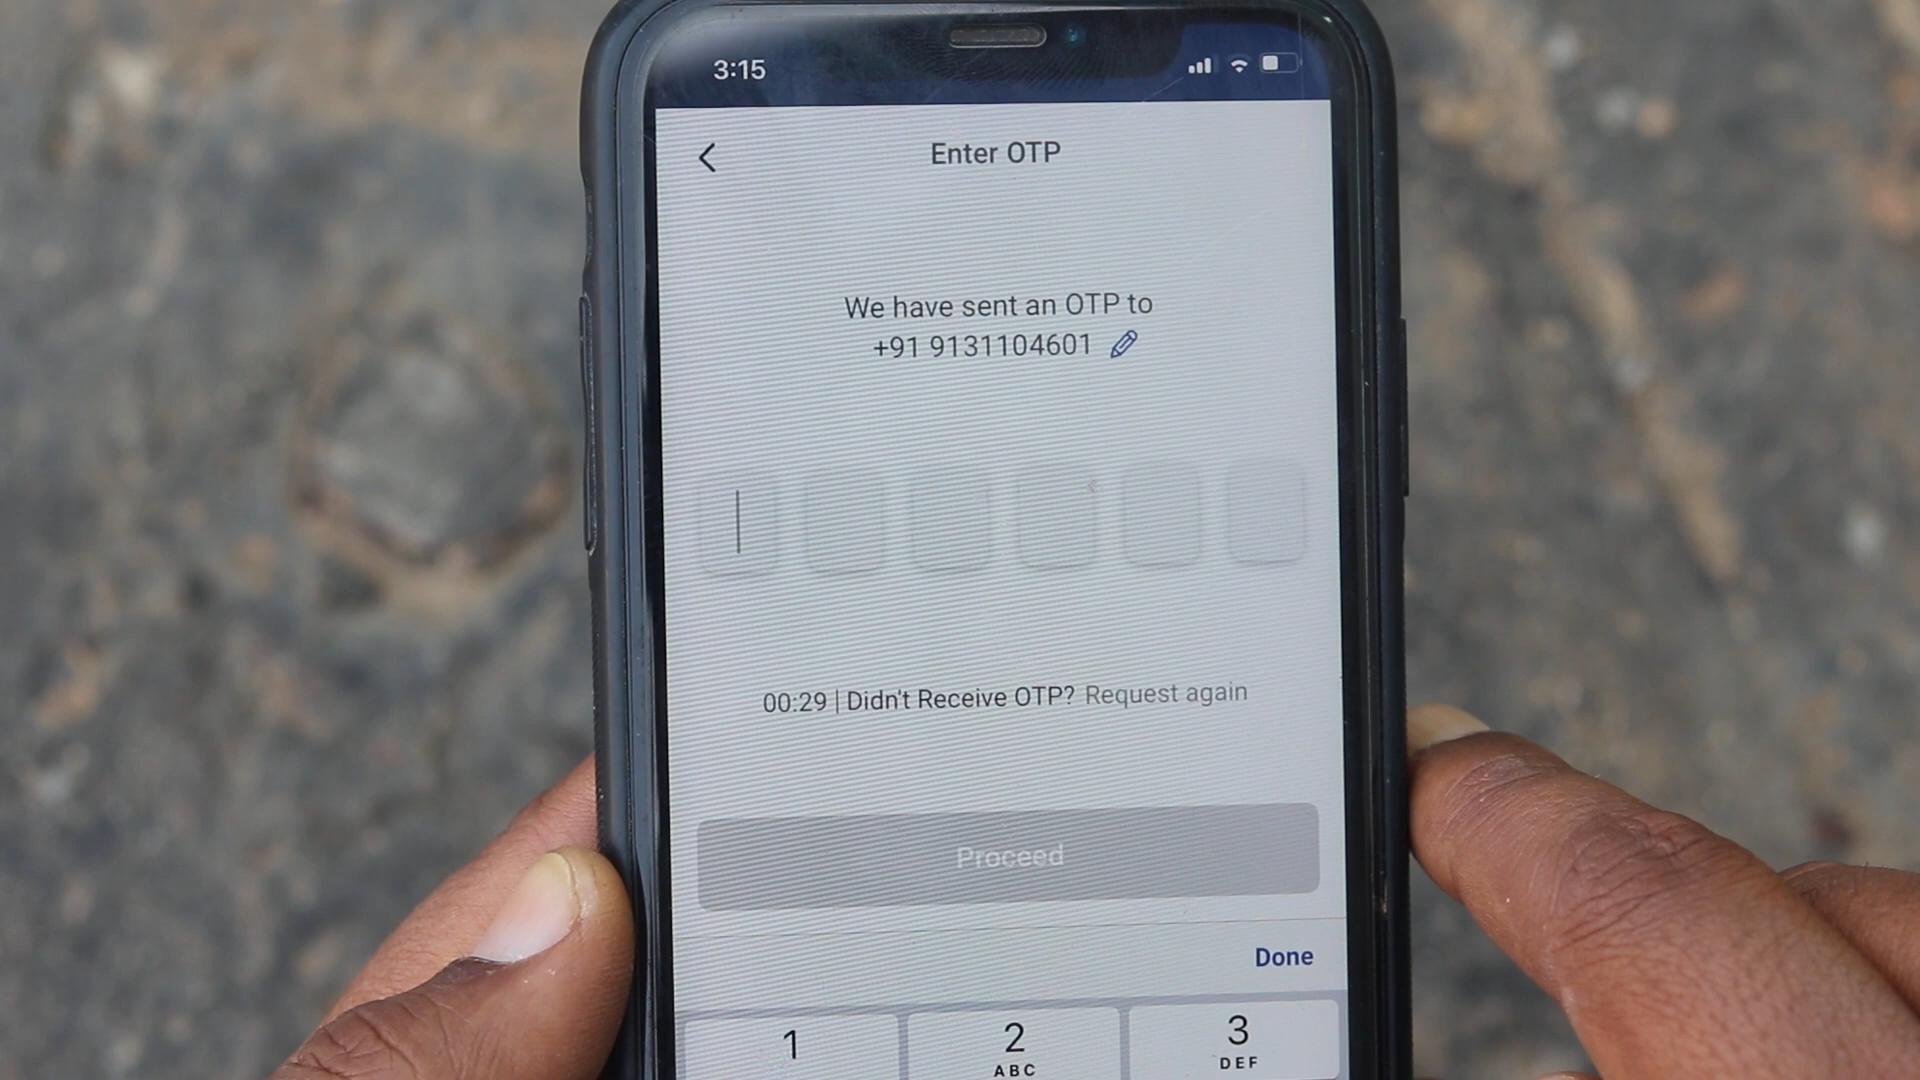 3:15
Enter OTP
We have sent an OTP to
+91 9131104601
00:29 | Didn't Receive OTP? Request again
Proceed
Done
1 2 3
ABC DEF